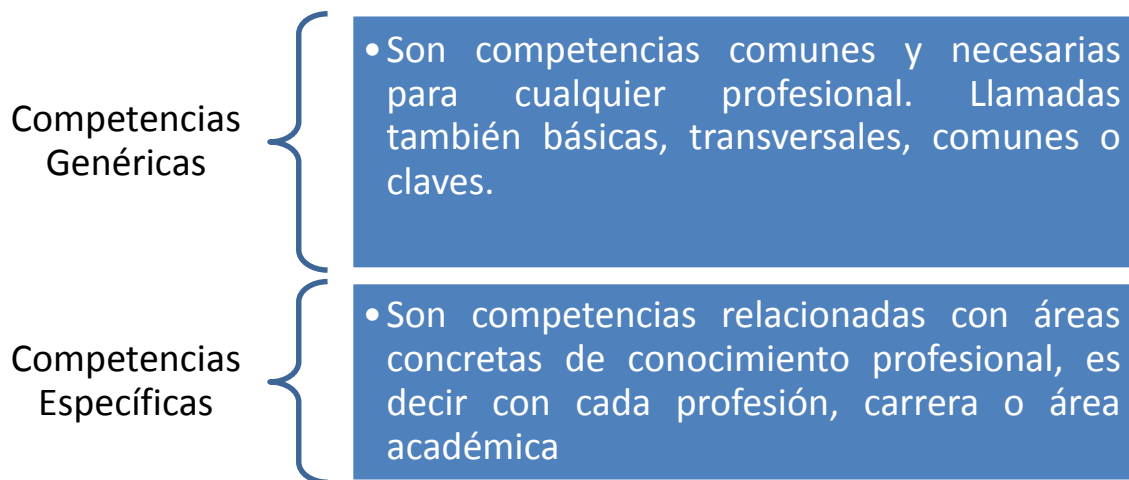 Competencias
Genéricas
•Son competencias comunes y necesarias
para cualquier profesional. Llamadas
también básicas, transversales, comunes o
claves.
Competencias
Específicas
•Son competencias relacionadas con áreas
concretas de conocimiento profesional, es
decir con cada profesión, carrera o área
académica